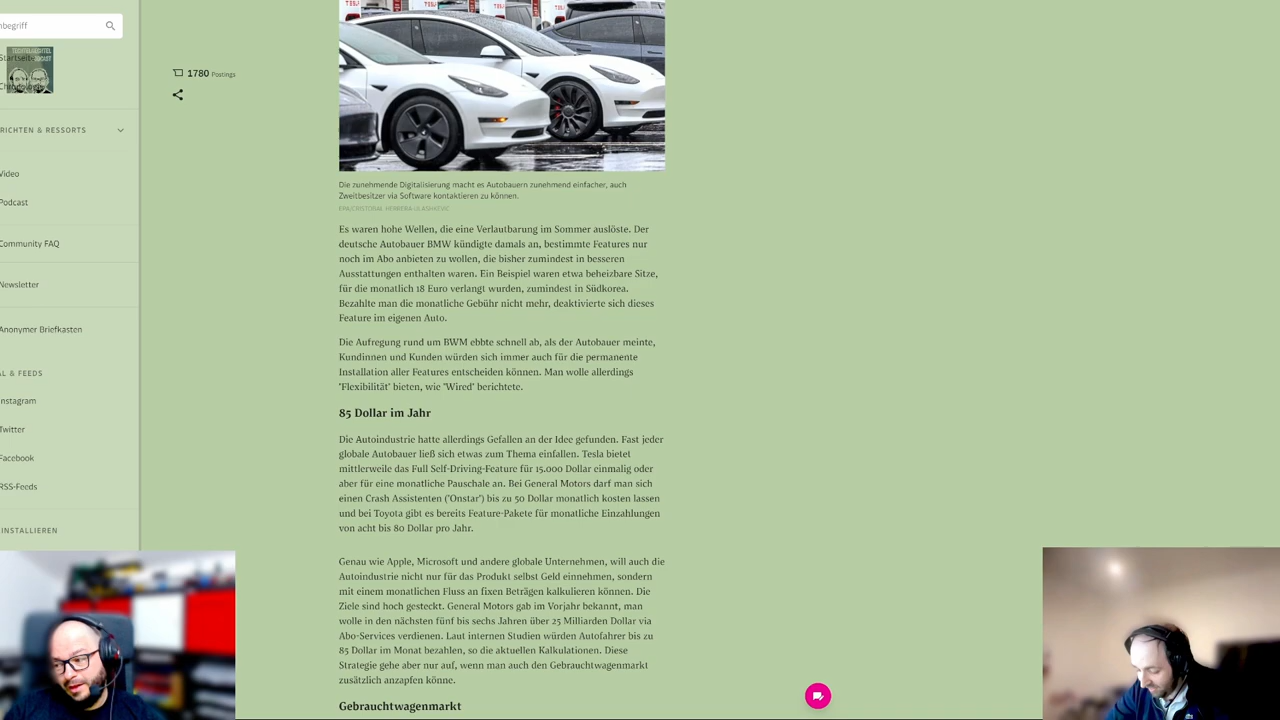 nbegriff
Startseite
TECHTELMECHTEL
Chronologie
RICHTEN & RESSORTS
Video
Podcast
Community FAQ
Newsletter
Anonymer Briefkasten
AL & FEEDS
Instagram
Twitter
Facebook
RSS-Feeds
INSTALLIEREN
1780 Postings
Die zunehmende Digitalisierung macht es Autobauern zunehmend einfacher, auch
Zweitbesitzer via Software kontaktieren zu können.
Es waren hohe Wellen, die eine Verlautbarung im Sommer auslöste. Der
deutsche Autobauer BMW kündigte damals an, bestimmte Features nur
noch im Abo anbieten zu wollen, die bisher zumindest in besseren
Ausstattungen enthalten waren. Ein Beispiel waren etwa beheizbare Sitze,
für die monatlich 18 Euro verlangt wurden, zumindest in Südkorea.
Bezahlte man die monatliche Gebühr nicht mehr, deaktivierte sich dieses
Feature im eigenen Auto.
Die Aufregung rund um BWM ebbte schnell ab, als der Autobauer meinte,
Kundinnen und Kunden würden sich immer auch für die permanente
Installation aller Features entscheiden können. Man wolle allerdings
"Flexibilität" bieten, wie "Wired" berichtete.
85 Dollar im Jahr
Die Autoindustrie hatte allerdings Gefallen an der Idee gefunden. Fast jeder
globale Autobauer ließ sich etwas zum Thema einfallen. Tesla bietet
mittlerweile das Full Self-Driving-Feature für 15.000 Dollar einmalig oder
aber für eine monatliche Pauschale an. Bei General Motors darf man sich
einen Crash Assistenten ("Onstar") bis zu 50 Dollar monatlich kosten lassen
und bei Toyota gibt es bereits Feature-Pakete für monatliche Einzahlungen
von acht bis 80 Dollar pro Jahr.
Genau wie Apple, Microsoft und andere globale Unternehmen, will auch die
Autoindustrie nicht nur für das Produkt selbst Geld einnehmen, sondern
mit einem monatlichen Fluss an fixen Beträgen kalkulieren können. Die
Ziele sind hoch gesteckt. General Motors gab im Vorjahr bekannt, man
wolle in den nächsten fünf bis sechs Jahren über 25 Milliarden Dollar via
Abo-Services verdienen. Laut internen Studien würden Autofahrer bis zu
85 Dollar im Monat bezahlen, so die aktuellen Kalkulationen. Diese
Strategie gehe aber nur auf, wenn man auch den Gebrauchtwagenmarkt
zusätzlich anzapfen könne.
Gebrauchtwagenmarkt